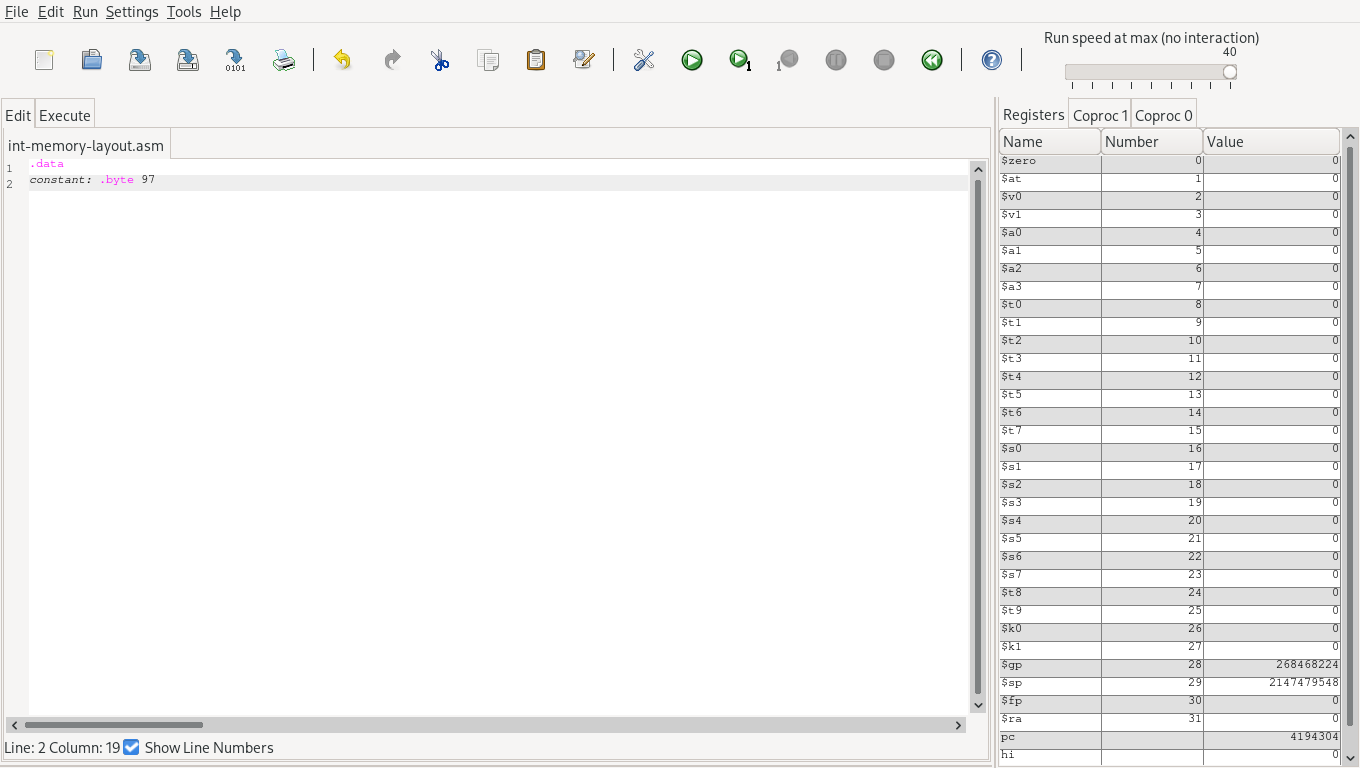 File Edit Run Settings Tools Help
Run speed at max (no interaction)
40
0101
1
1
Edit Execute
int-memory-layout.asm
1 .data
2 constant: .byte 97
Line: 2 Column: 19 Show Line Numbers
Registers Coproc 1 Coproc 0
Name Number Value
$zero 0 0
$at 1 0
$v0 2 0
$v1 3 0
$a0 4 0
$a1 5 0
$a2 6 0
$a3 7 0
$t0 8 0
$t1 9 0
$t2 10 0
$t3 11 0
$t4 12 0
$t5 13 0
$t6 14 0
$t7 15 0
$s0 16 0
$s1 17 0
$s2 18 0
$s3 19 0
$s4 20 0
$s5 21 0
$s6 22 0
$s7 23 0
$t8 24 0
$t9 25 0
$k0 26 0
$k1 27 0
$gp 28 268468224
$sp 29 2147479548
$fp 30 0
$ra 31 0
pc 4194304
hi 0